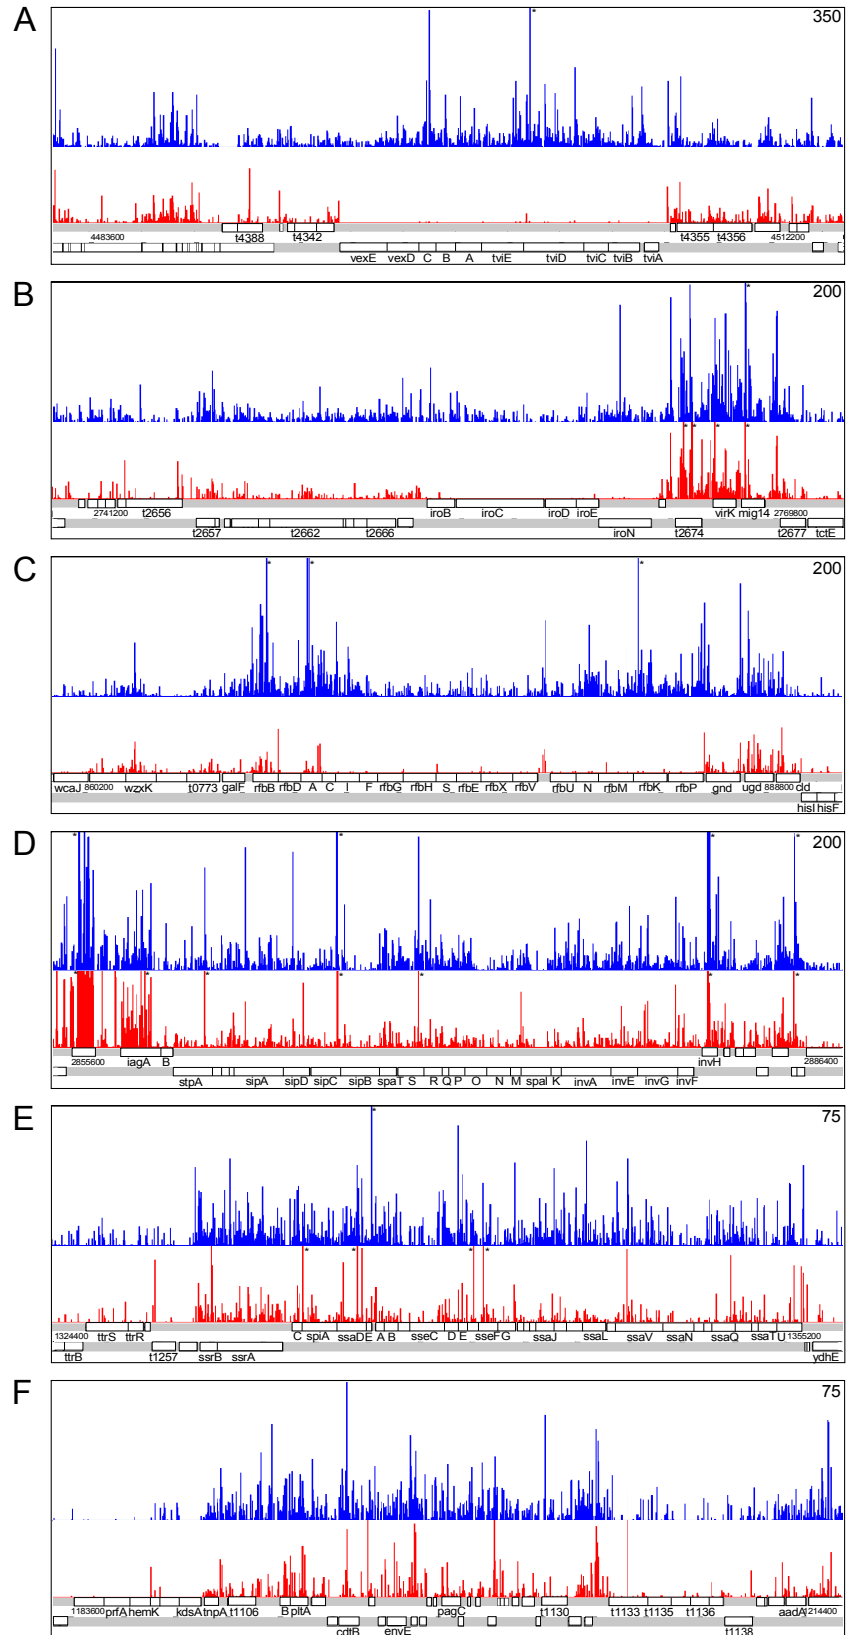 A
350
*
t4388 t4342 t4355 t4356
4483600 4512200
vexE vexD C B A tviE tviD tviC tviB tviA
B
200
*
* * * *
2741200 t2656 iroB iroC iroD iroE virK mig14 2769800
t2657 t2662 t2666 iroN t2674 t2677 tctE
C
200
* * *
wcaJ 860200 wzxK t0773 galF rfbB rfbD A C I F rfbG rfbH S rfbE rfbX rfbV rfbU N rfbM rfbK rfbP gnd ugd 888800 cld
hisI hisF
D
200
* * * *
* * * * * * *
2855600 iagA B invH 2886400
stpA sipA sipD sipC sipB spaT S R Q P O N M spaI K invA invE invG invF
E
75
*
* * * *
1324400 ttrS ttrR C spiA ssaDE A B sseC D E sseFG ssaJ ssaL ssaV ssaN ssaQ ssaTU 1355200
ttrB t1257 ssrB ssrA ydhE
F
75
1183600 prfA hemK kdsA tnpA t1106 B pltA pagC t1130 t1133 t1135 t1136 aadA 1214400
cdtB envE t1138